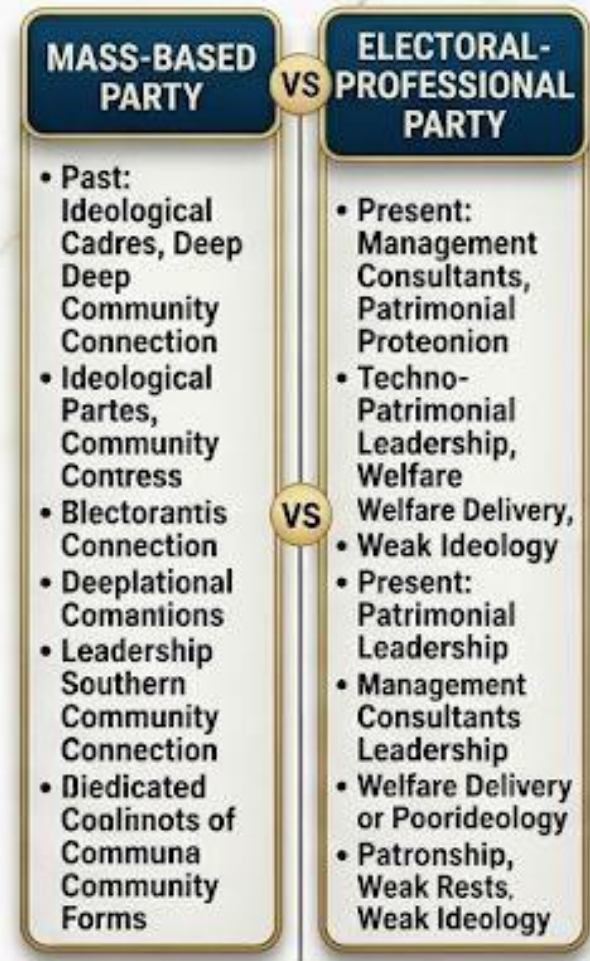 MASS-BASED
PARTY
• Past:
Ideological
Cadres, Deep
Deep
Community
Connection
• Ideological
Partes,
Community
Contress
• Blectorantis
Connection
• Deeplational
Comantions
• Leadership
Southern
Community
Connection
• Diedicated
Coolinnots of
Communa
Community
Forms
VS
VS
ELECTORAL-
PROFESSIONAL
PARTY
• Present:
Management
Consultants,
Patrimonial
Proteonion
• Techno-
Patrimonial
Leadership,
Welfare
Welfare Delivery,
• Weak Ideology
• Present:
Patrimonial
Leadership
• Management
Consultants
Leadership
• Welfare Delivery
or Poorideology
• Patronship,
Weak Rests,
Weak Ideology